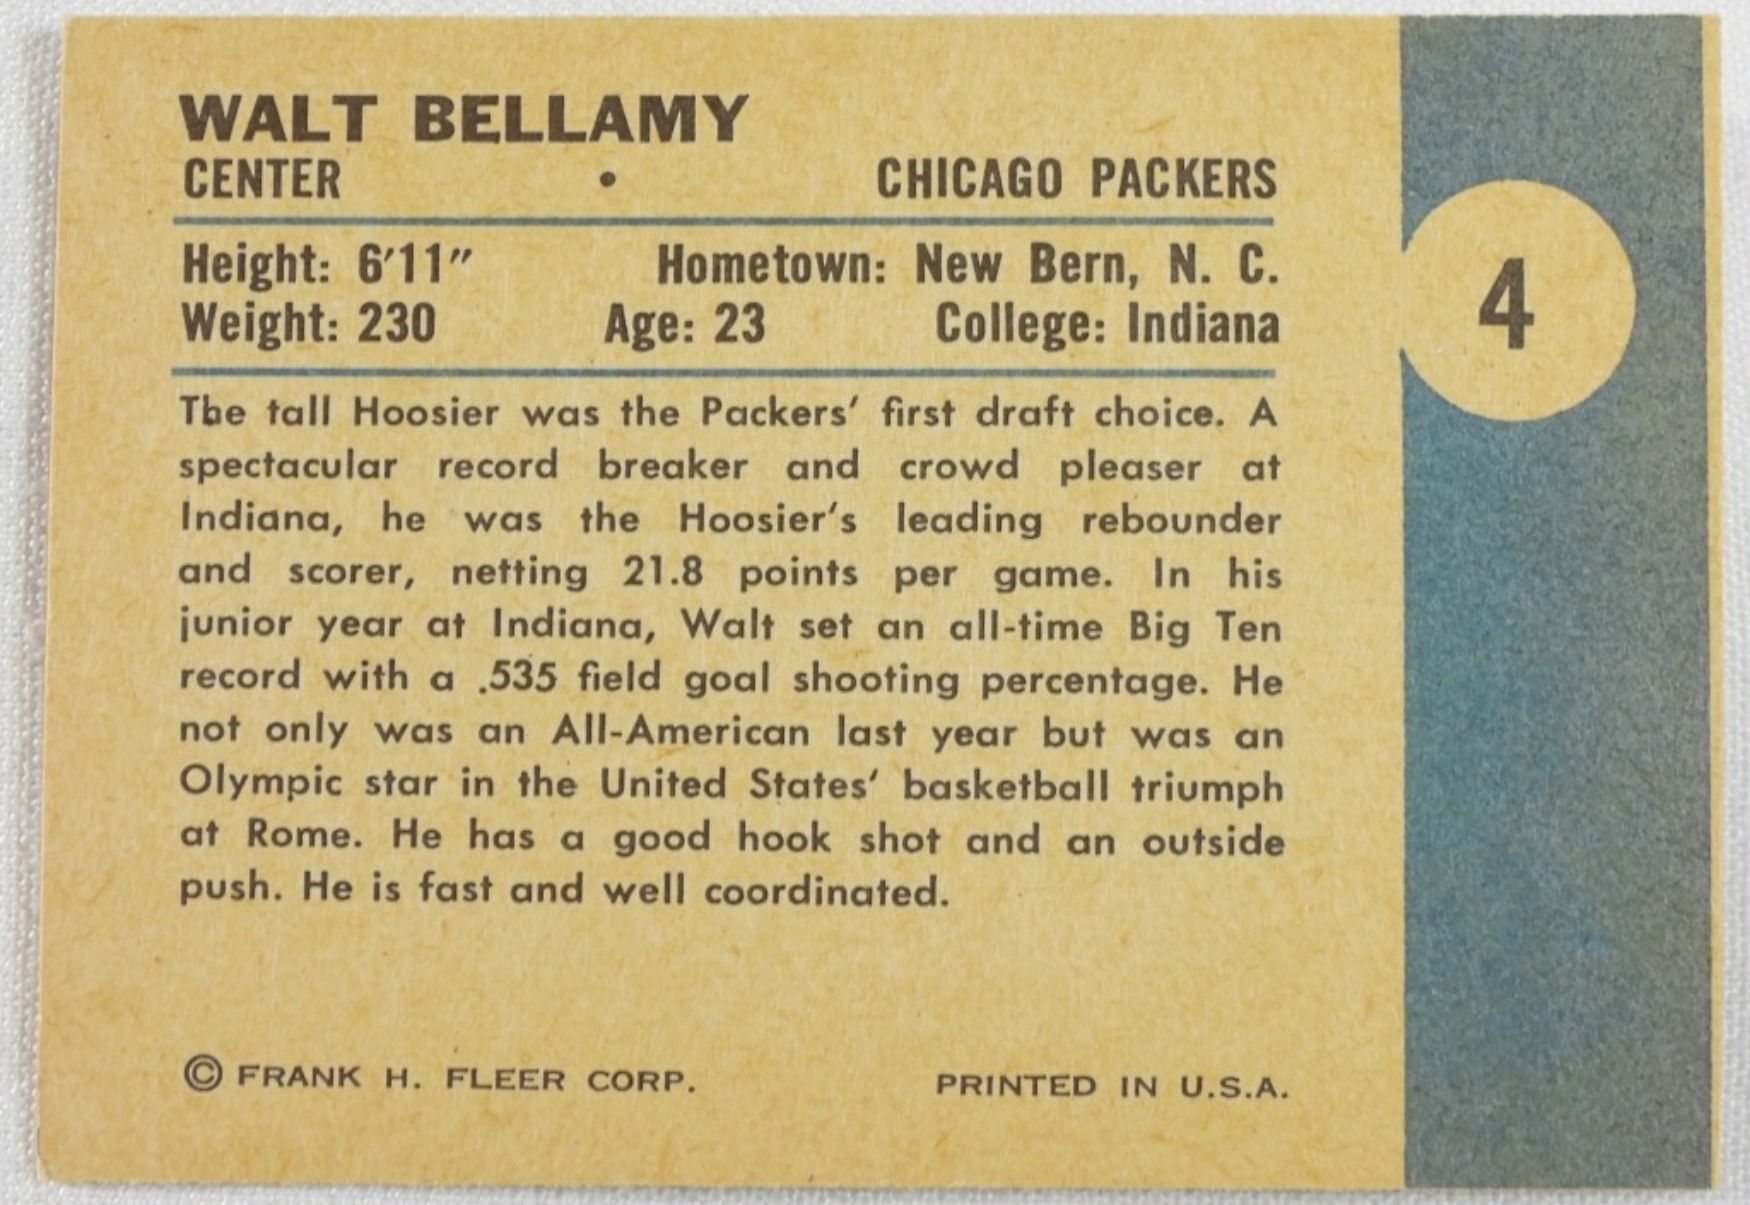 WALT BELLAMY
CENTER • CHICAGO PACKERS
Height: 6'11" Hometown: New Bern, N. C.
Weight: 230 Age: 23 College: Indiana
4
The tall Hoosier was the Packers' first draft choice. A
spectacular record breaker and crowd pleaser at
Indiana, he was the Hoosier's leading rebounder
and scorer, netting 21.8 points per game. In his
junior year at Indiana, Walt set an all-time Big Ten
record with a .535 field goal shooting percentage. He
not only was an All-American last year but was an
Olympic star in the United States' basketball triumph
at Rome. He has a good hook shot and an outside
push. He is fast and well coordinated.
© FRANK H. FLEER CORP. PRINTED IN U.S.A.